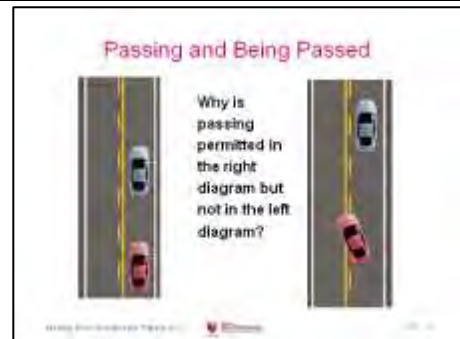 Passing and Being Passed
Why is
passing
permitted in
the right
diagram but
not in the left
diagram?